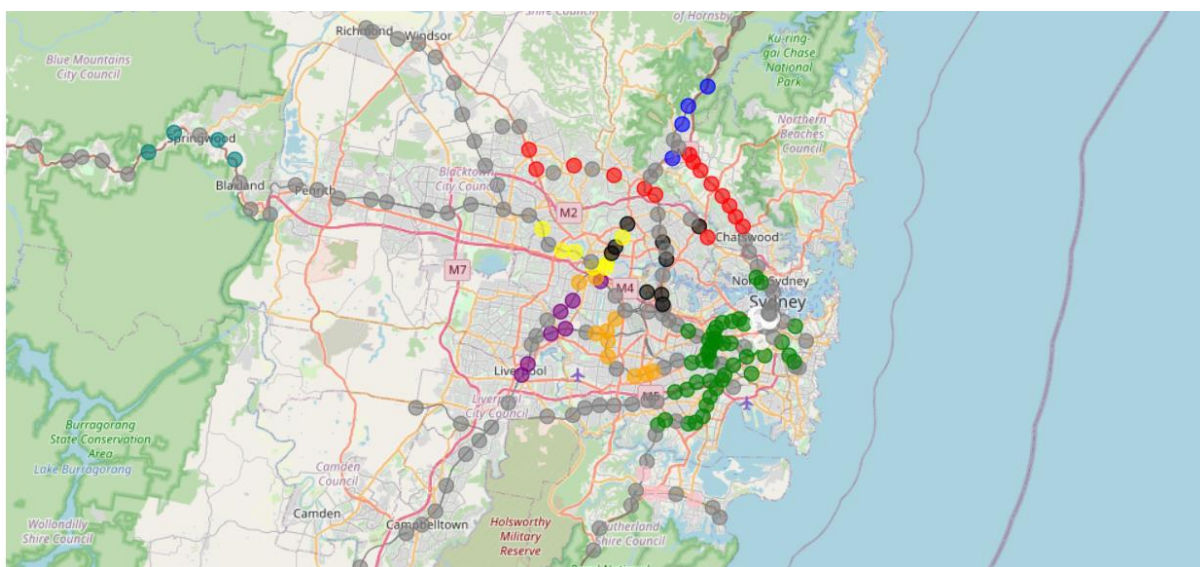 Shire Council
of Hornsby
Richmond
Windsor
Ku-ring-
gai Chase
National
Park
Blue Mountains
City Council
Northern
Beaches
Council
Springwood
Blacktown
City Council
Blaxland
Penrith
M2
Chatswood
M7
M4
North Sydney
Sydney
Liverpool
M5
Liverpool
City Council
Burragorang
State Conservation
Area
Lake Burragorang
Camden
Council
Camden
Campbelltown
Holsworthy
Military
Reserve
Sutherland
Shire Council
Wollondilly
Shire Council